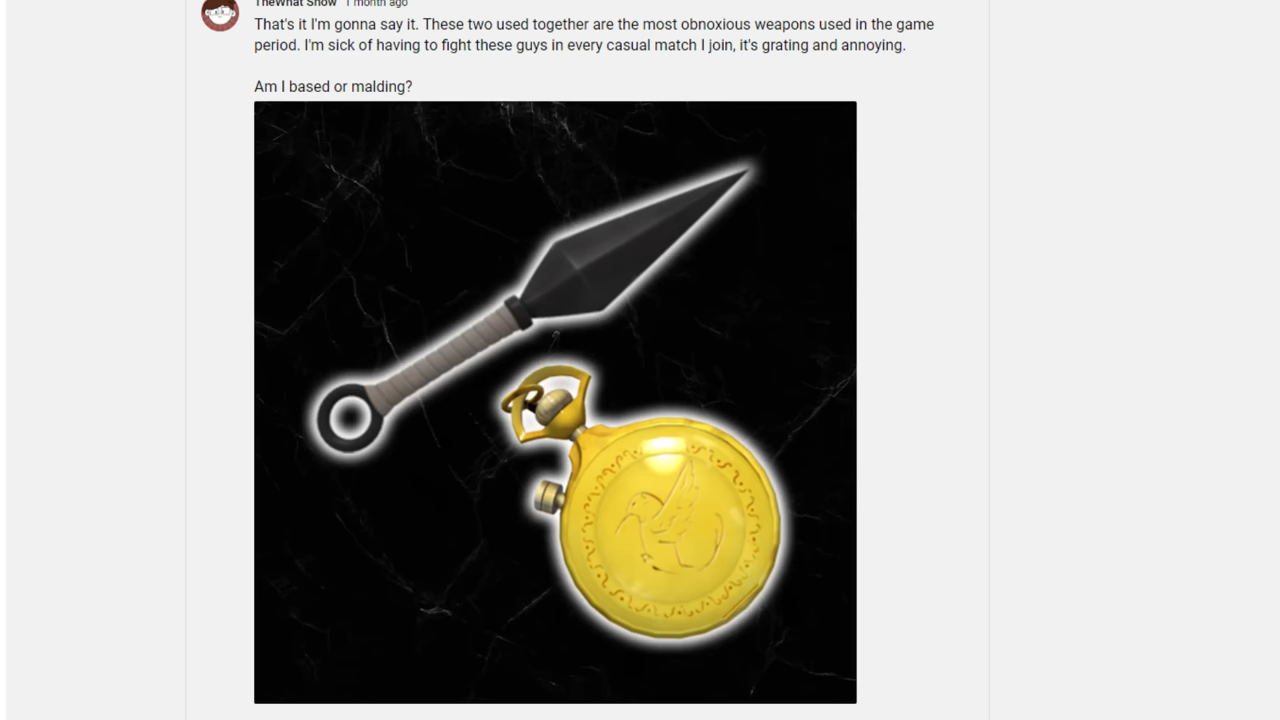 TheWhat Show 1 month ago
That's it I'm gonna say it. These two used together are the most obnoxious weapons used in the game
period. I'm sick of having to fight these guys in every casual match I join, it's grating and annoying.
Am I based or malding?